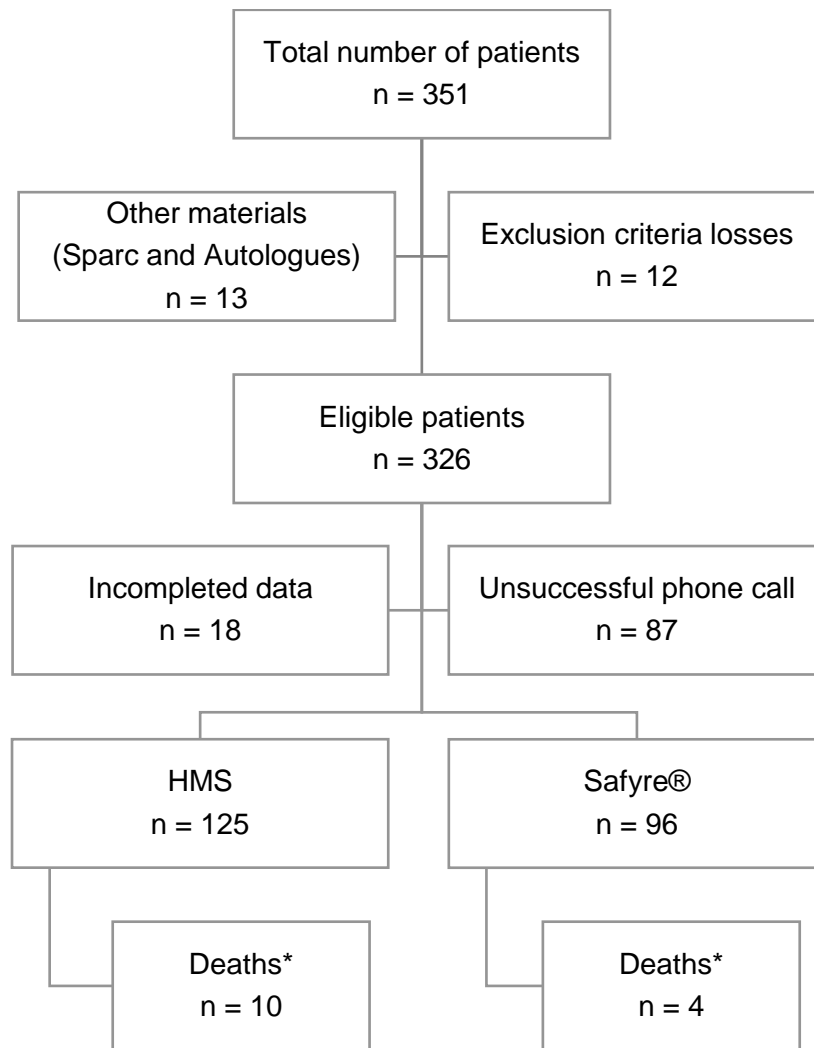 Total number of patients
n = 351
Other materials
(Sparc and Autologues)
n = 13
Exclusion criteria losses
n = 12
Eligible patients
n = 326
Incompleted data
n = 18
Unsuccessful phone call
n = 87
HMS
n = 125
Safyre®
n = 96
Deaths*
n = 10
Deaths*
n = 4